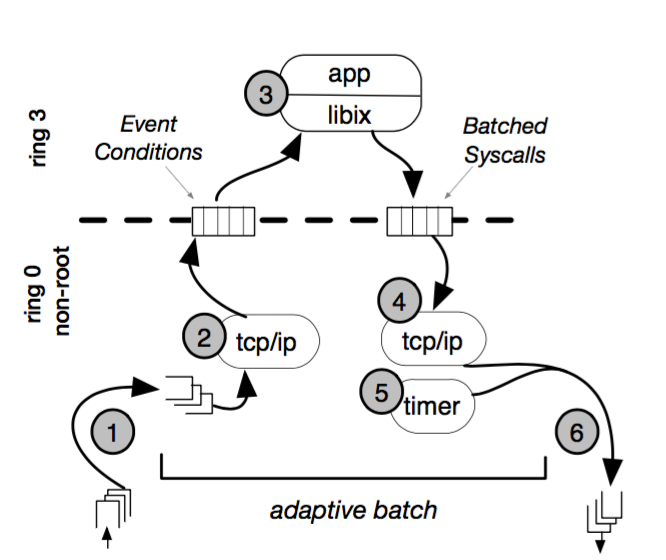 ring 3
Event
Conditions
3
app
libix
Batched
Syscalls
ring 0
non-root
2
tcp/ip
4
tcp/ip
5
timer
1
6
adaptive batch